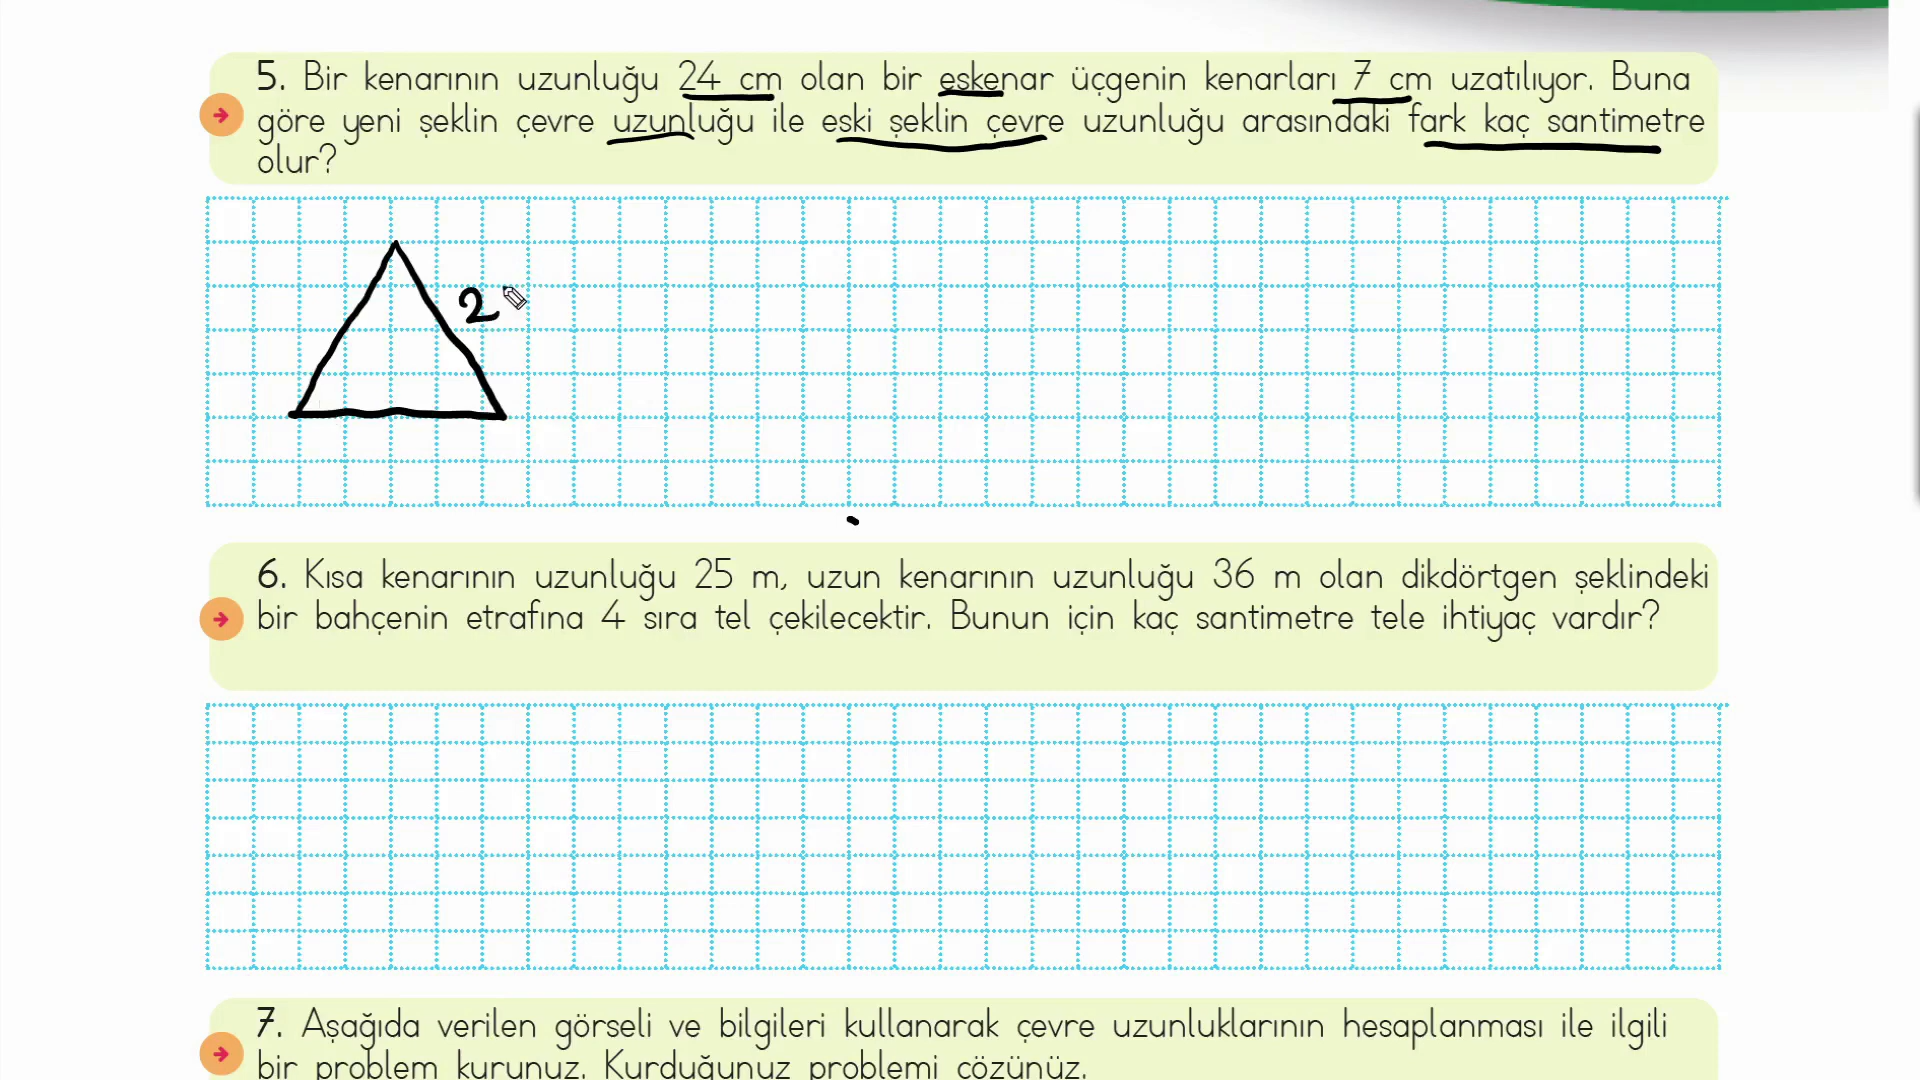 5. Bir kenarının uzunluğu 24 cm olan bir eşkenar üçgenin kenarları 7 cm uzatılıyor. Buna
göre yeni şeklin çevre uzunluğu ile eski şeklin çevre uzunluğu arasındaki fark kaç santimetre
olur?
2
6. Kısa kenarının uzunluğu 25 m, uzun kenarının uzunluğu 36 m olan dikdörtgen şeklindeki
bir bahçenin etrafına 4 sıra tel çekilecektir. Bunun için kaç santimetre tele ihtiyaç vardır?
7. Aşağıda verilen görseli ve bilgileri kullanarak çevre uzunluklarının hesaplanması ile ilgili
bir problem kurunuz. Kurduğunuz problemi çözünüz.